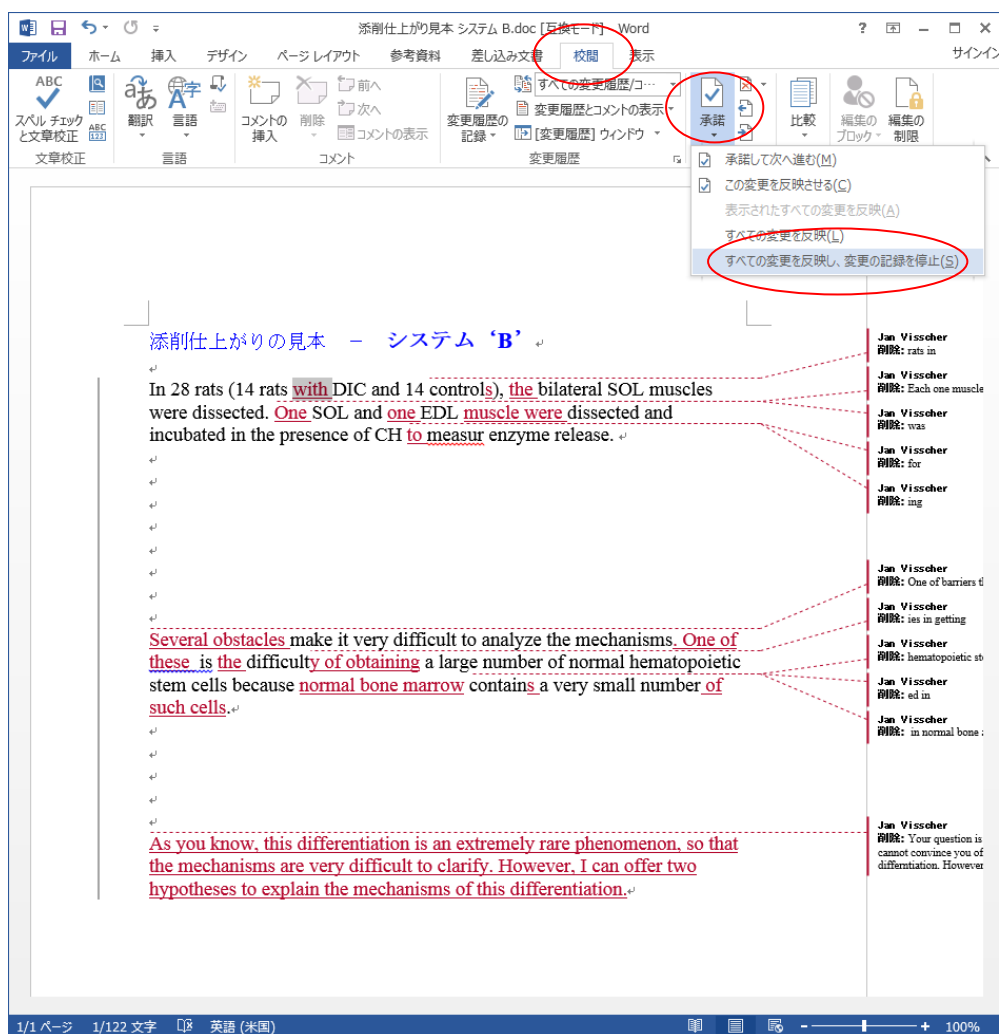 添削仕上がり見本 システム B.doc [互換モード] - Word
ファイル ホーム 挿入 デザイン ページ レイアウト 参考資料 差し込み文書 校閲 表示 サインイン
ABC
スペル チェックと文章校正
ABC
123
翻訳
あ
言語
A字
コメントの挿入
削除
前へ
次へ
コメントの表示
変更履歴の記録
すべての変更履歴/コ…
変更履歴とコメントの表示
[変更履歴] ウィンドウ
承諾
比較
編集のブロック
編集の制限
文章校正 言語 コメント 変更履歴
承諾して次へ進む(M)
この変更を反映させる(C)
表示されたすべての変更を反映(A)
すべての変更を反映(L)
すべての変更を反映し、変更の記録を停止(S)
添削仕上がりの見本 － システム‘B’
In 28 rats (14 rats with DIC and 14 controls), the bilateral SOL muscles
were dissected. One SOL and one EDL muscle were dissected and
incubated in the presence of CH to measur enzyme release.
Several obstacles make it very difficult to analyze the mechanisms. One of
these is the difficulty of obtaining a large number of normal hematopoietic
stem cells because normal bone marrow contains a very small number of
such cells.
As you know, this differentiation is an extremely rare phenomenon, so that
the mechanisms are very difficult to clarify. However, I can offer two
hypotheses to explain the mechanisms of this differentiation.
Jan Visscher
削除: rats in
Jan Visscher
削除: Each one muscle
Jan Visscher
削除: was
Jan Visscher
削除: for
Jan Visscher
削除: ing
Jan Visscher
削除: One of barriers
Jan Visscher
削除: ies in getting
Jan Visscher
削除: hematopoietic
Jan Visscher
削除: ed in
Jan Visscher
削除: in normal bone
Jan Visscher
削除: Your question is
cannot convince you of
differntiation. However
1/1 ページ 1/122 文字 英語 (米国) 100%